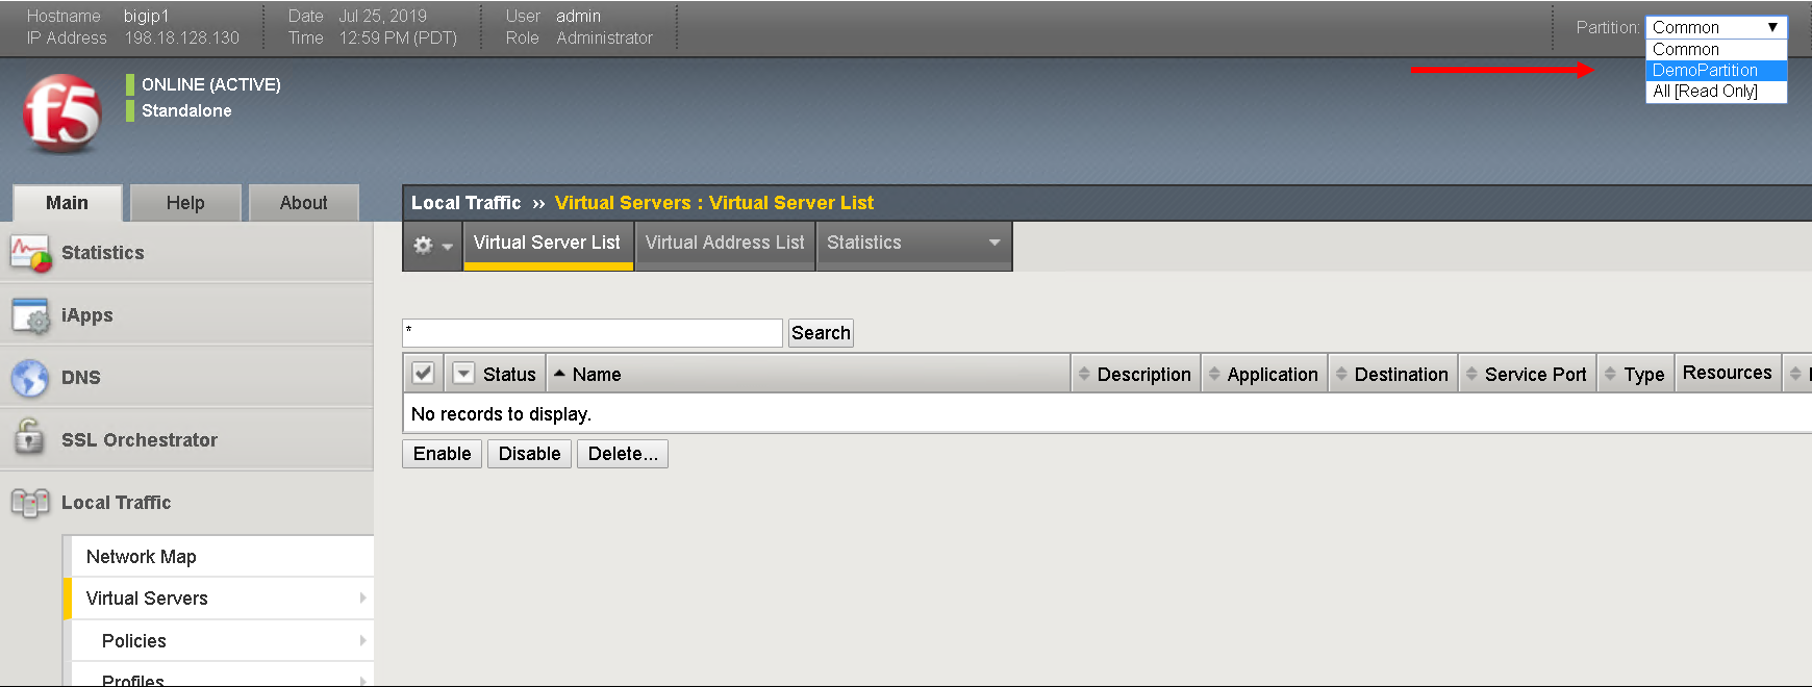 Hostname bigip1 Date Jul 25, 2019 User admin
IP Address 198.18.128.130 Time 12:59 PM (PDT) Role Administrator
Partition: Common
Common
DemoPartition
All [Read Only]
f5
ONLINE (ACTIVE)
Standalone
Main Help About
Local Traffic ›› Virtual Servers : Virtual Server List
Virtual Server List Virtual Address List Statistics
Statistics
iApps
DNS
SSL Orchestrator
Local Traffic
Network Map
Virtual Servers
Policies
Profiles
* Search
Status Name Description Application Destination Service Port Type Resources
No records to display.
Enable Disable Delete...